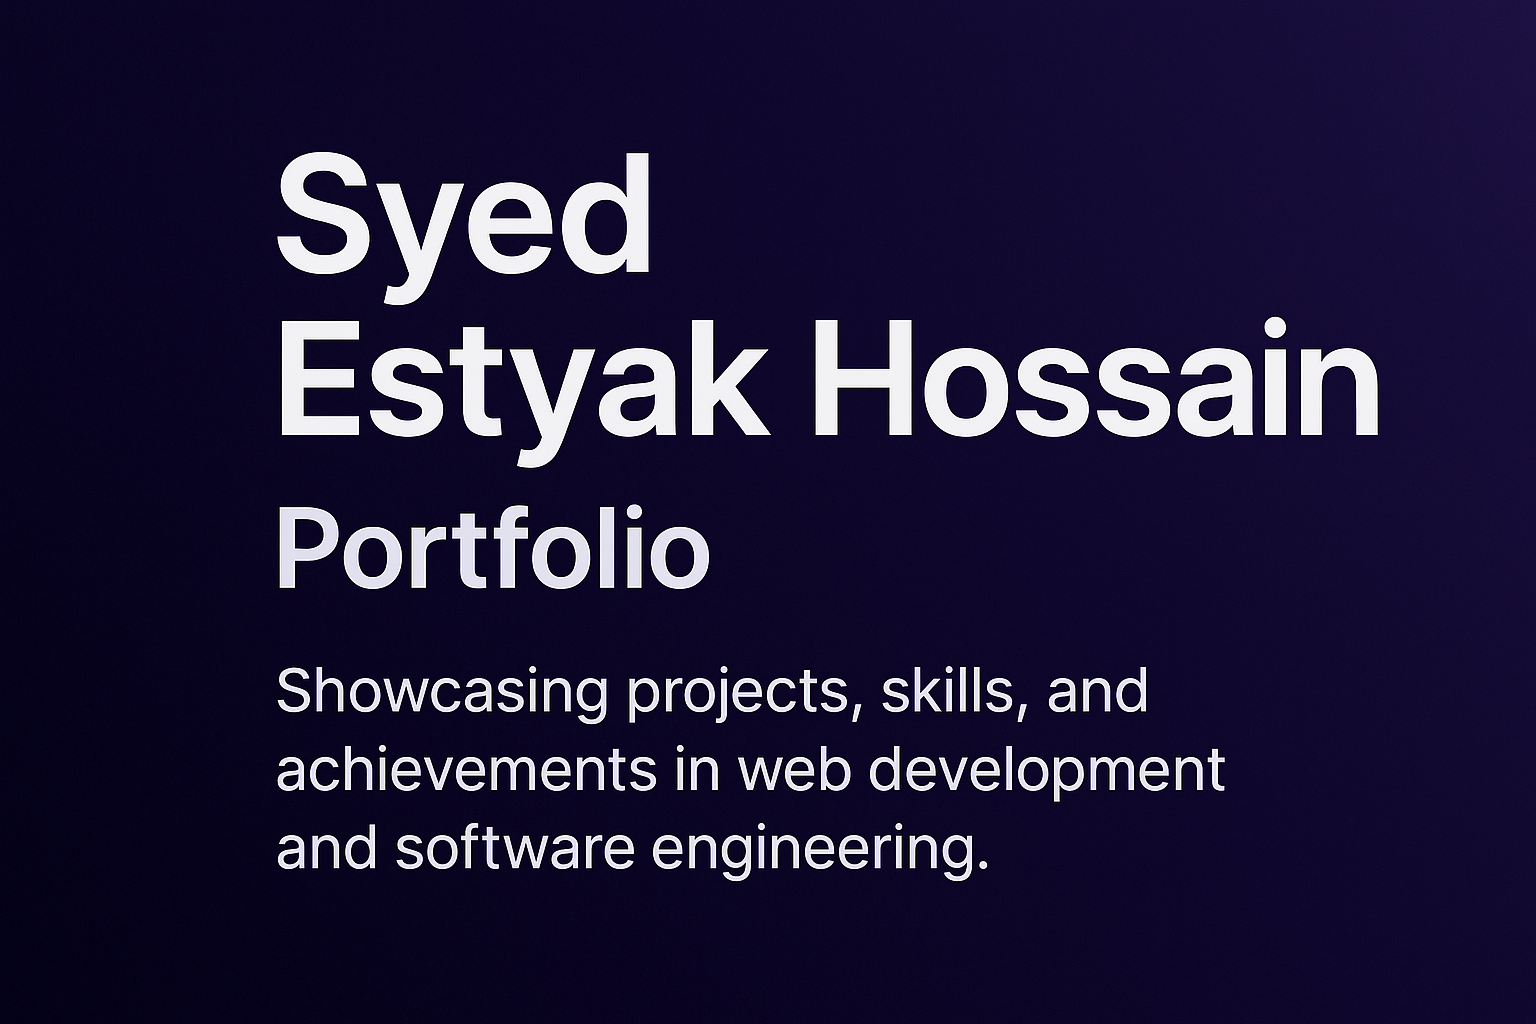 Syed
Estyak Hossain
Portfolio
Showcasing projects, skills, and
achievements in web development
and software engineering.